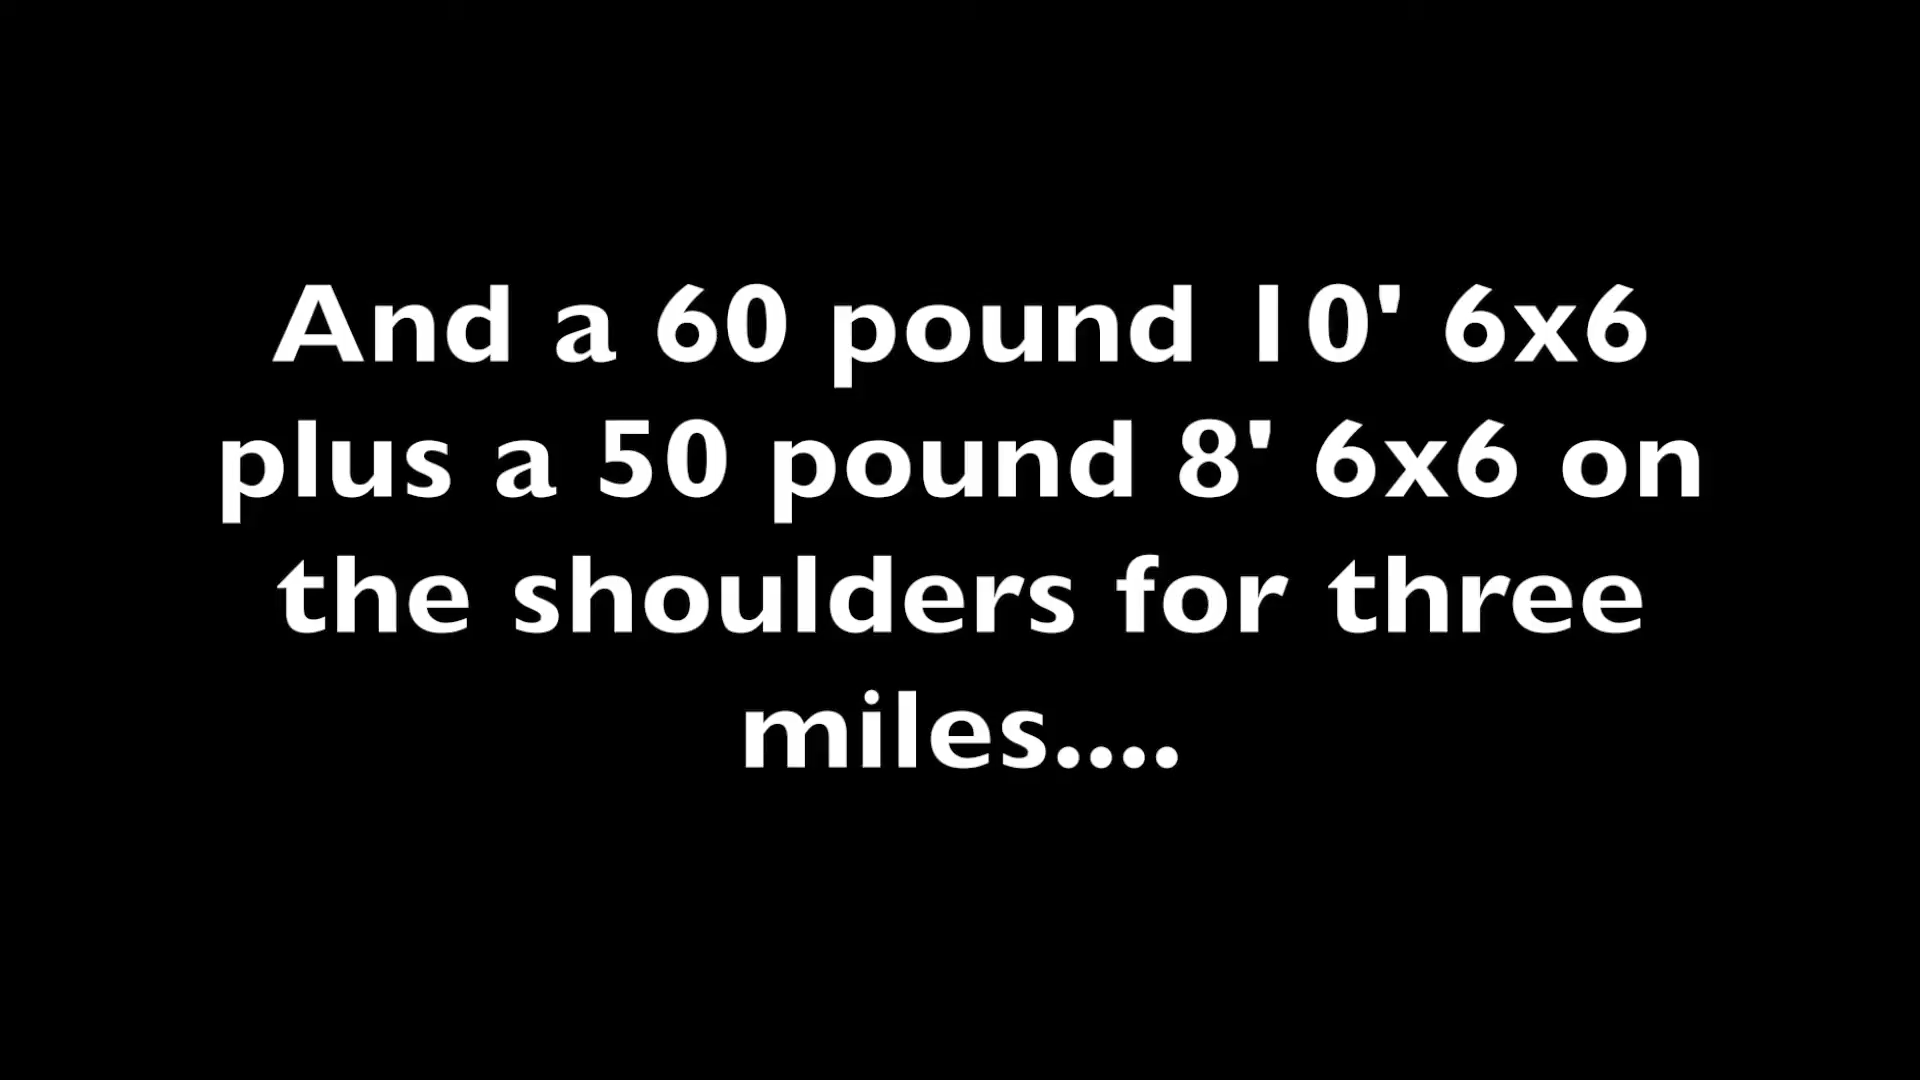 And a 60 pound 10' 6x6
plus a 50 pound 8' 6x6 on
the shoulders for three
miles....